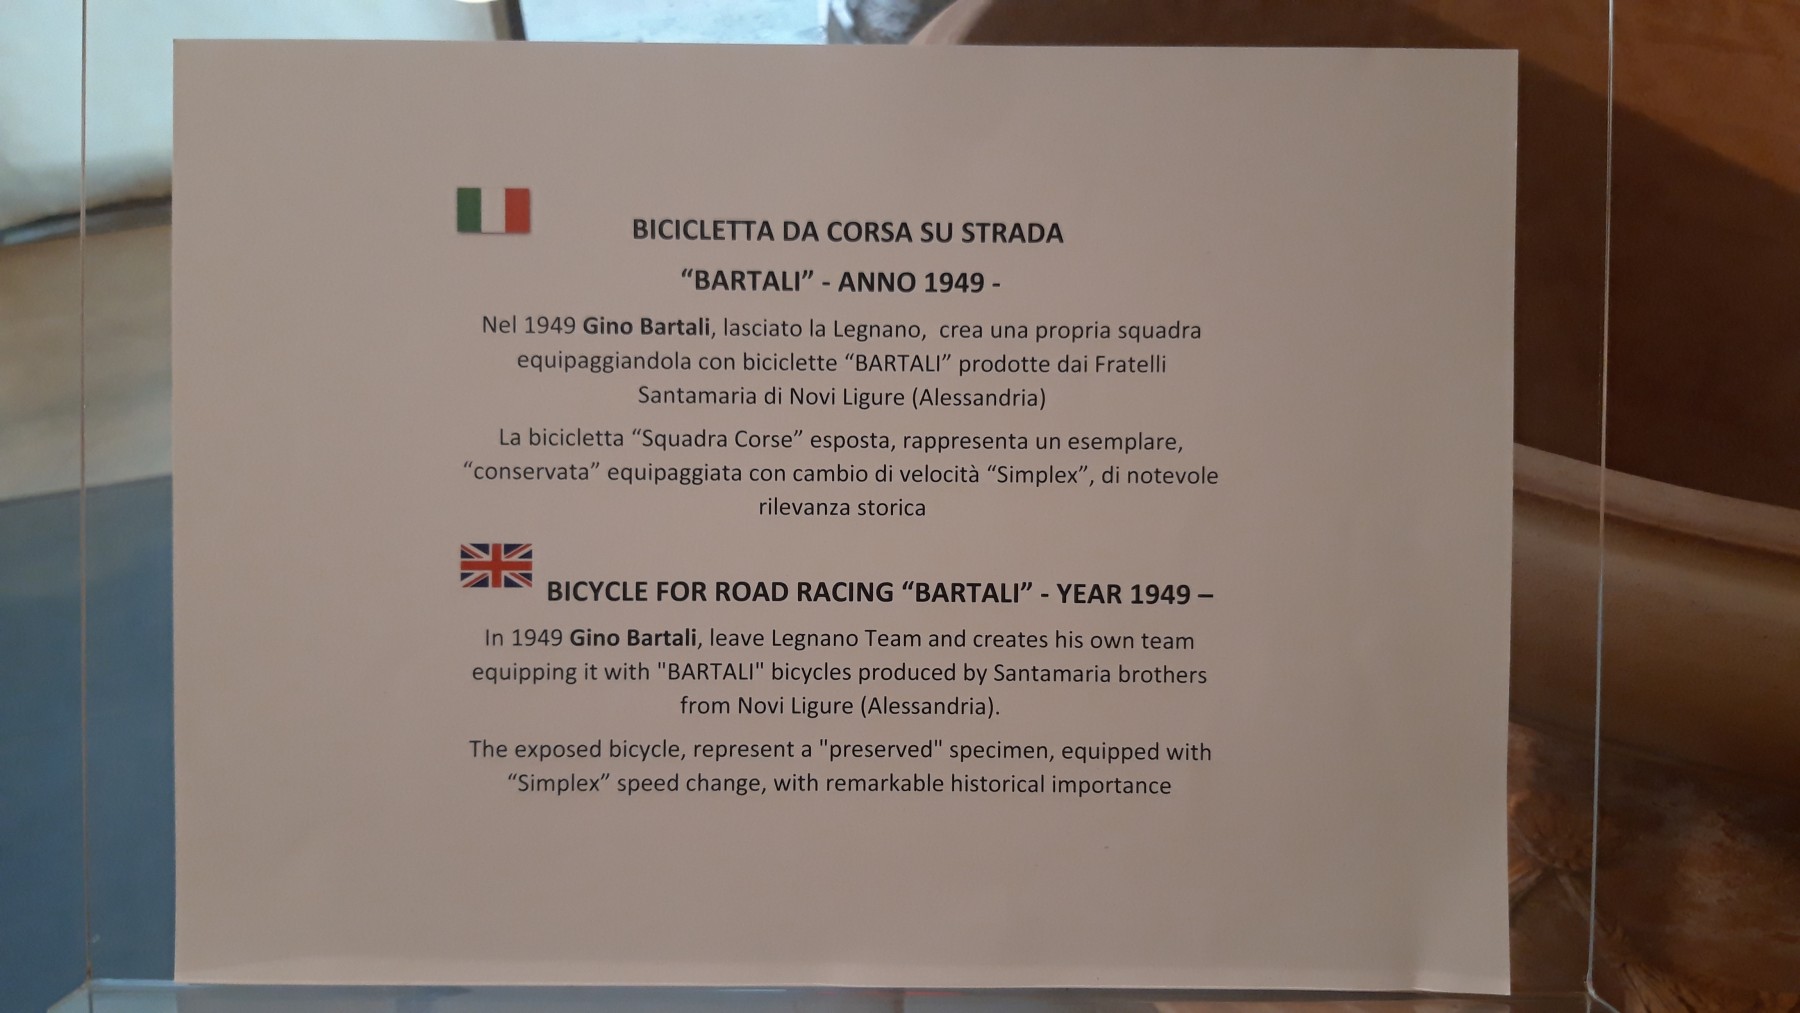 BICICLETTA DA CORSA SU STRADA
“BARTALI” - ANNO 1949 -
Nel 1949 Gino Bartali, lasciato la Legnano, crea una propria squadra
equipaggiandola con biciclette “BARTALI” prodotte dai Fratelli
Santamaria di Novi Ligure (Alessandria)
La bicicletta “Squadra Corse” esposta, rappresenta un esemplare,
“conservata” equipaggiata con cambio di velocità “Simplex”, di notevole
rilevanza storica
BICYCLE FOR ROAD RACING “BARTALI” - YEAR 1949 –
In 1949 Gino Bartali, leave Legnano Team and creates his own team
equipping it with "BARTALI" bicycles produced by Santamaria brothers
from Novi Ligure (Alessandria).
The exposed bicycle, represent a "preserved" specimen, equipped with
“Simplex” speed change, with remarkable historical importance